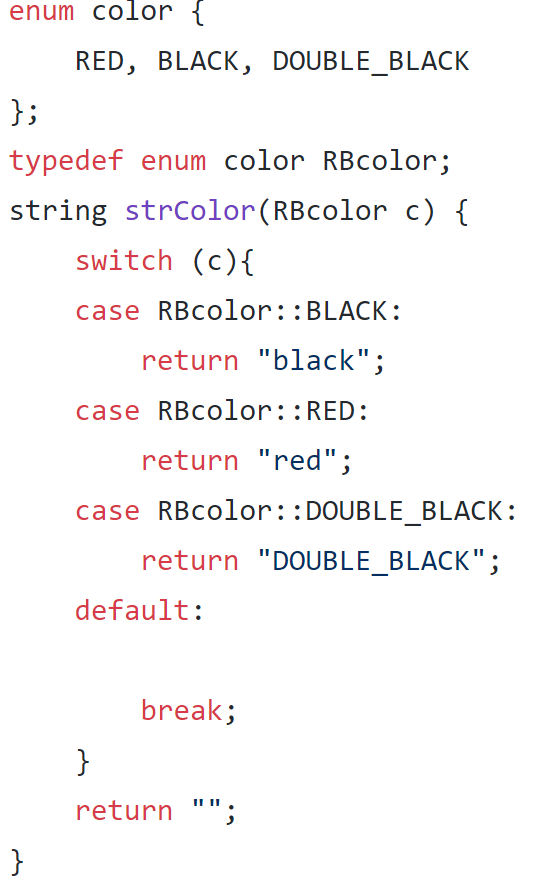 enum color {
    RED, BLACK, DOUBLE_BLACK
};
typedef enum color RBcolor;
string strColor(RBcolor c) {
    switch (c){
    case RBcolor::BLACK:
        return "black";
    case RBcolor::RED:
        return "red";
    case RBcolor::DOUBLE_BLACK:
        return "DOUBLE_BLACK";
    default:

        break;
    }
    return "";
}